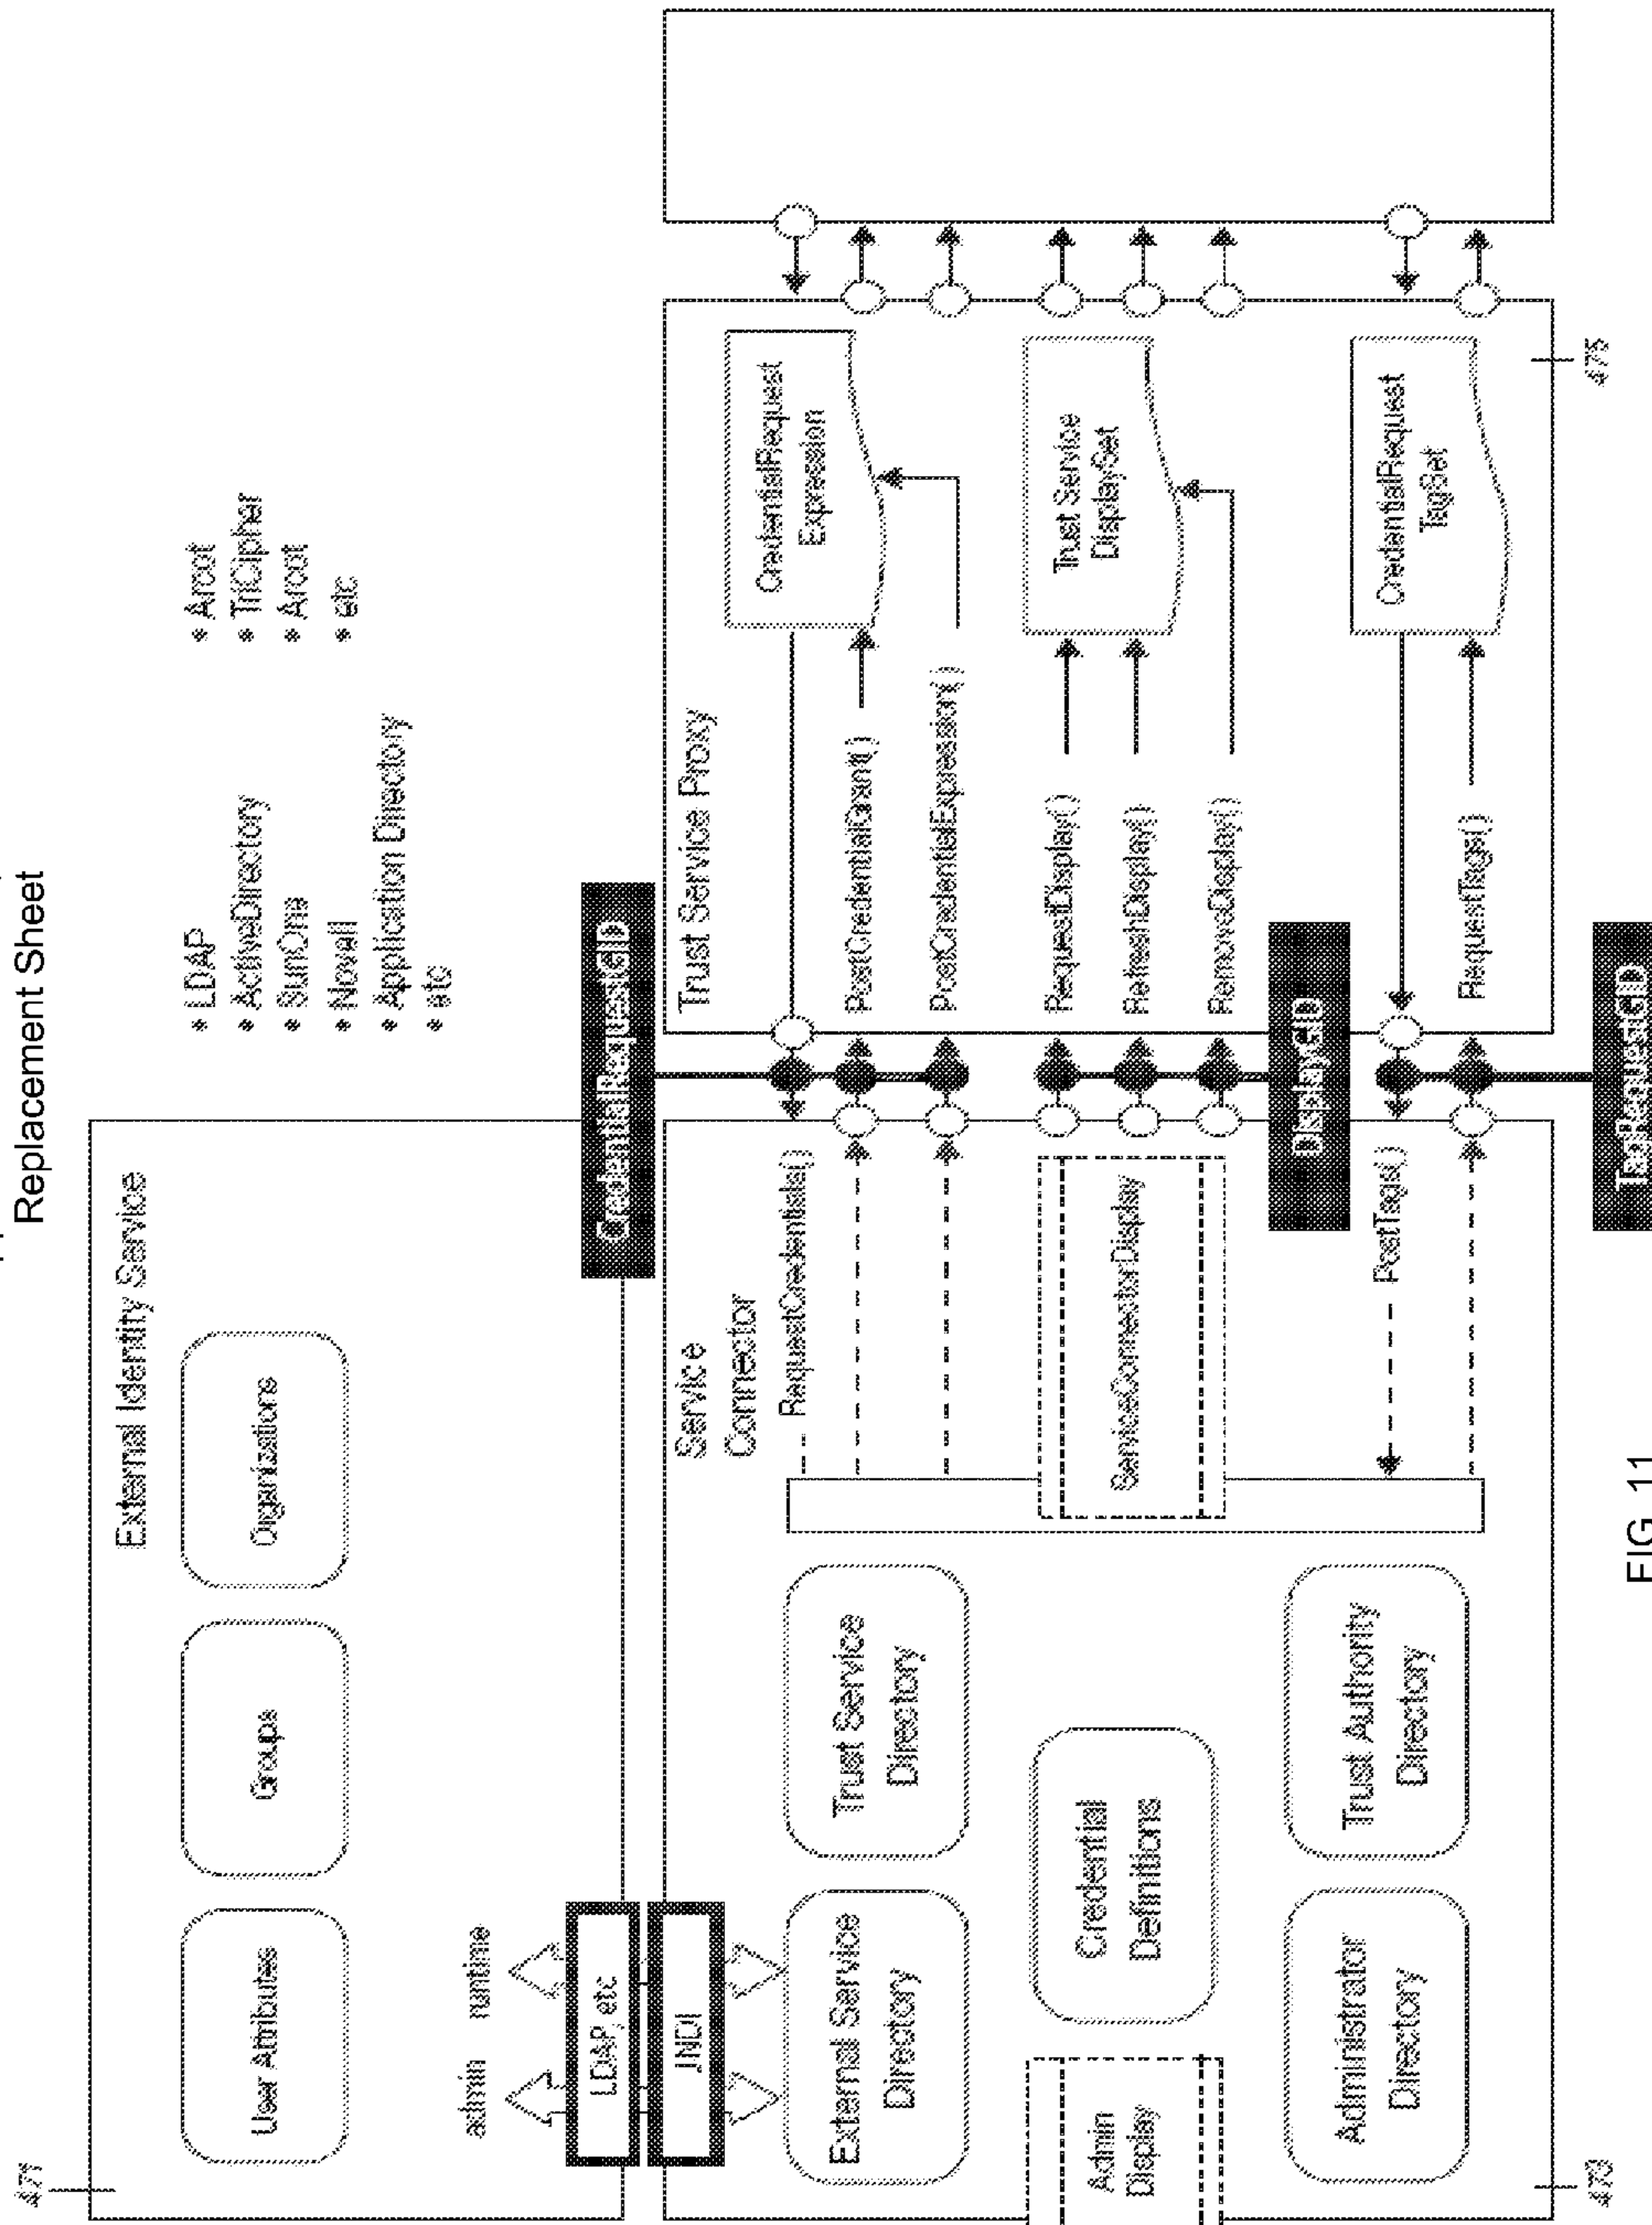 Replacement Sheet
471
External Identity Service
User Attributes
Groups
Organizations
• LDAP
• ActiveDirectory
• SunOne
• Novell
• Application Directory
• etc
• Arcot
• TriCipher
• Arcot
• etc
admin
runtime
LDAP, etc
JNDI
CredentialRequestGID
Service
Connector
External Service
Directory
Trust Service
Directory
Credential
Definitions
Admin
Display
Administrator
Directory
Trust Authority
Directory
RequestCredentials()
ServiceConnectorDisplay
PostTags()
473
DisplayGID
TagRequestGID
Trust Service Proxy
PostCredentialGrant()
PostCredentialExpression()
RequestDisplay()
RefreshDisplay()
RemoveDisplay()
RequestTags()
CredentialRequest
Expression
Trust Service
DisplaySet
CredentialRequest
TagSet
475
FIG. 11